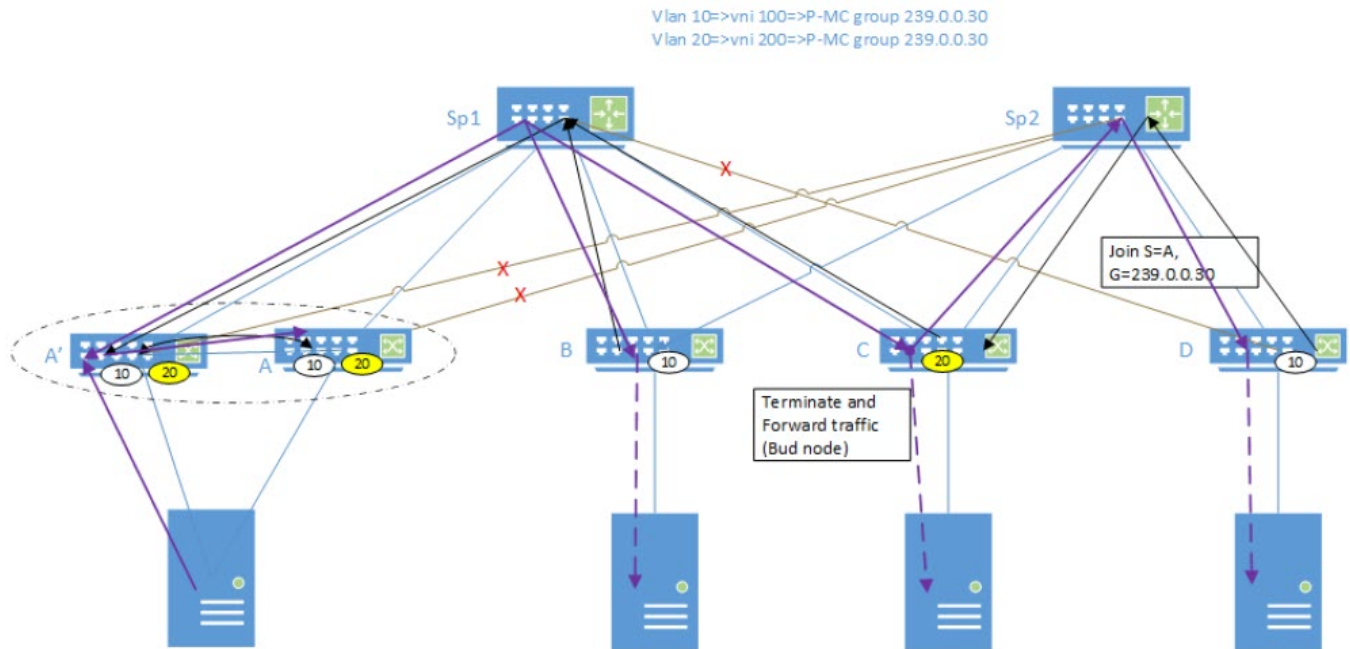 Vlan 10=>vni 100=>P-MC group 239.0.0.30
Vlan 20=>vni 200=>P-MC group 239.0.0.30
Sp1
Sp2
X
Join S=A,
G=239.0.0.30
X
X
A'
A
B
C
D
10
20
10
20
10
20
10
Terminate and
Forward traffic
(Bud node)